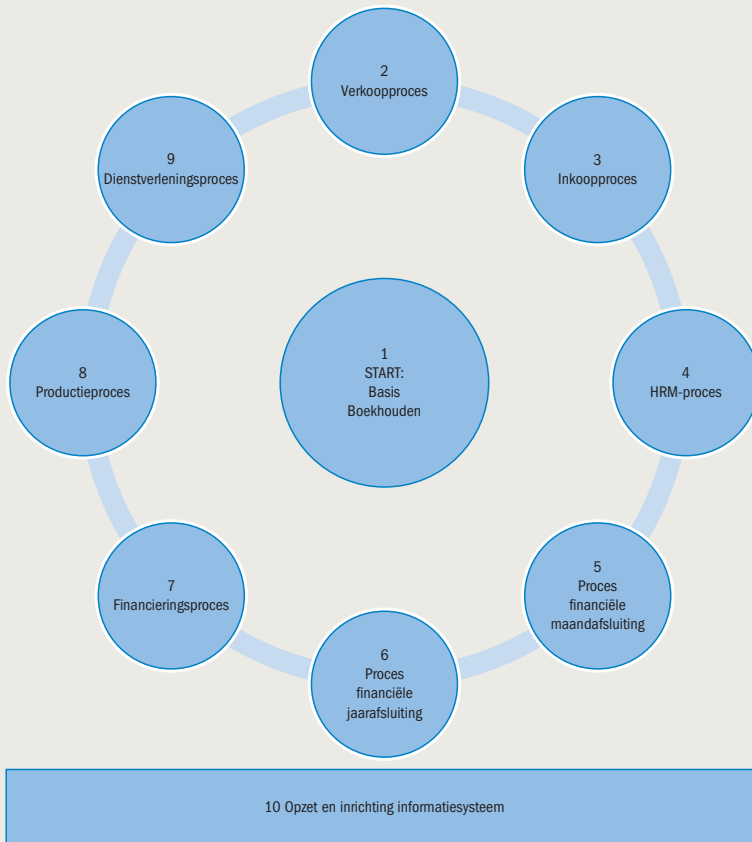 2
Verkoopproces
9
Dienstverleningsproces
3
Inkoopproces
1
START:
Basis
Boekhouden
8
Productieproces
4
HRM-proces
7
Financieringsproces
5
Proces
financiële
maandafsluiting
6
Proces
financiële
jaarafsluiting
10 Opzet en inrichting informatiesysteem